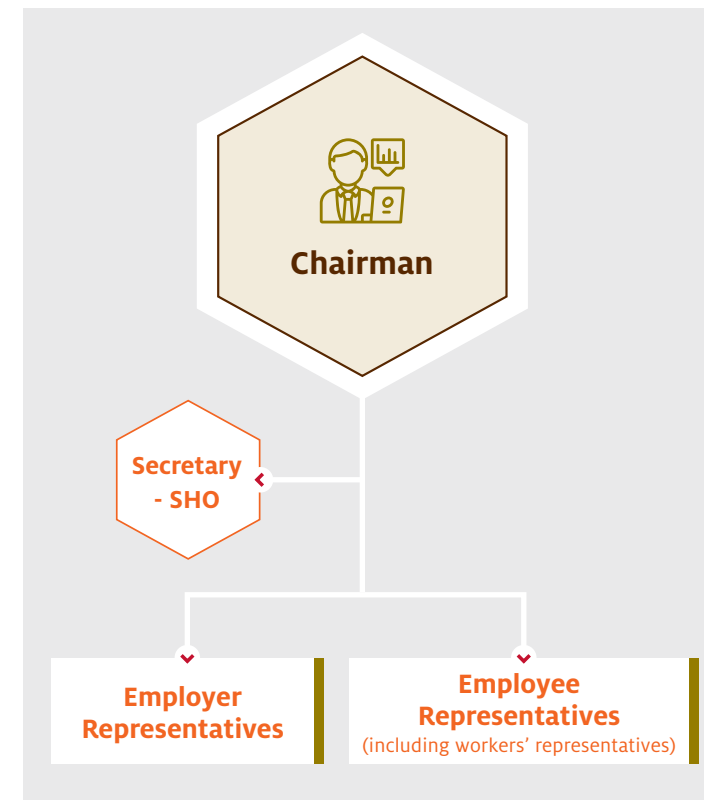 Chairman
Secretary
- SHO
Employer
Representatives
Employee
Representatives
(including workers’ representatives)